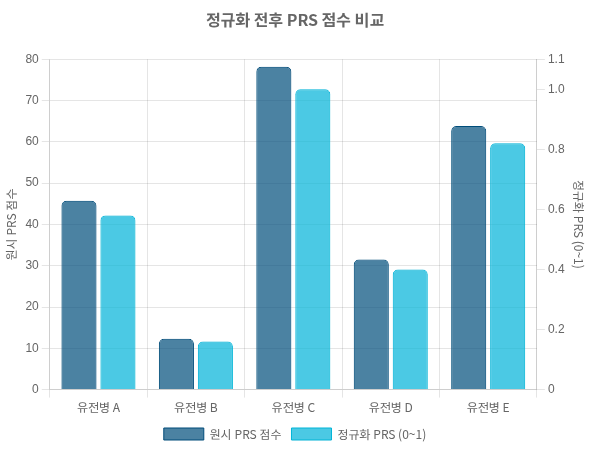 정규화 전후 PRS 점수 비교
원시 PRS 점수
80
70
60
50
40
30
20
10
0
1.1
1.0
0.8
0.6
0.4
0.2
0
정규화 PRS (0~1)
유전병 A
유전병 B
유전병 C
유전병 D
유전병 E
원시 PRS 점수
정규화 PRS (0~1)